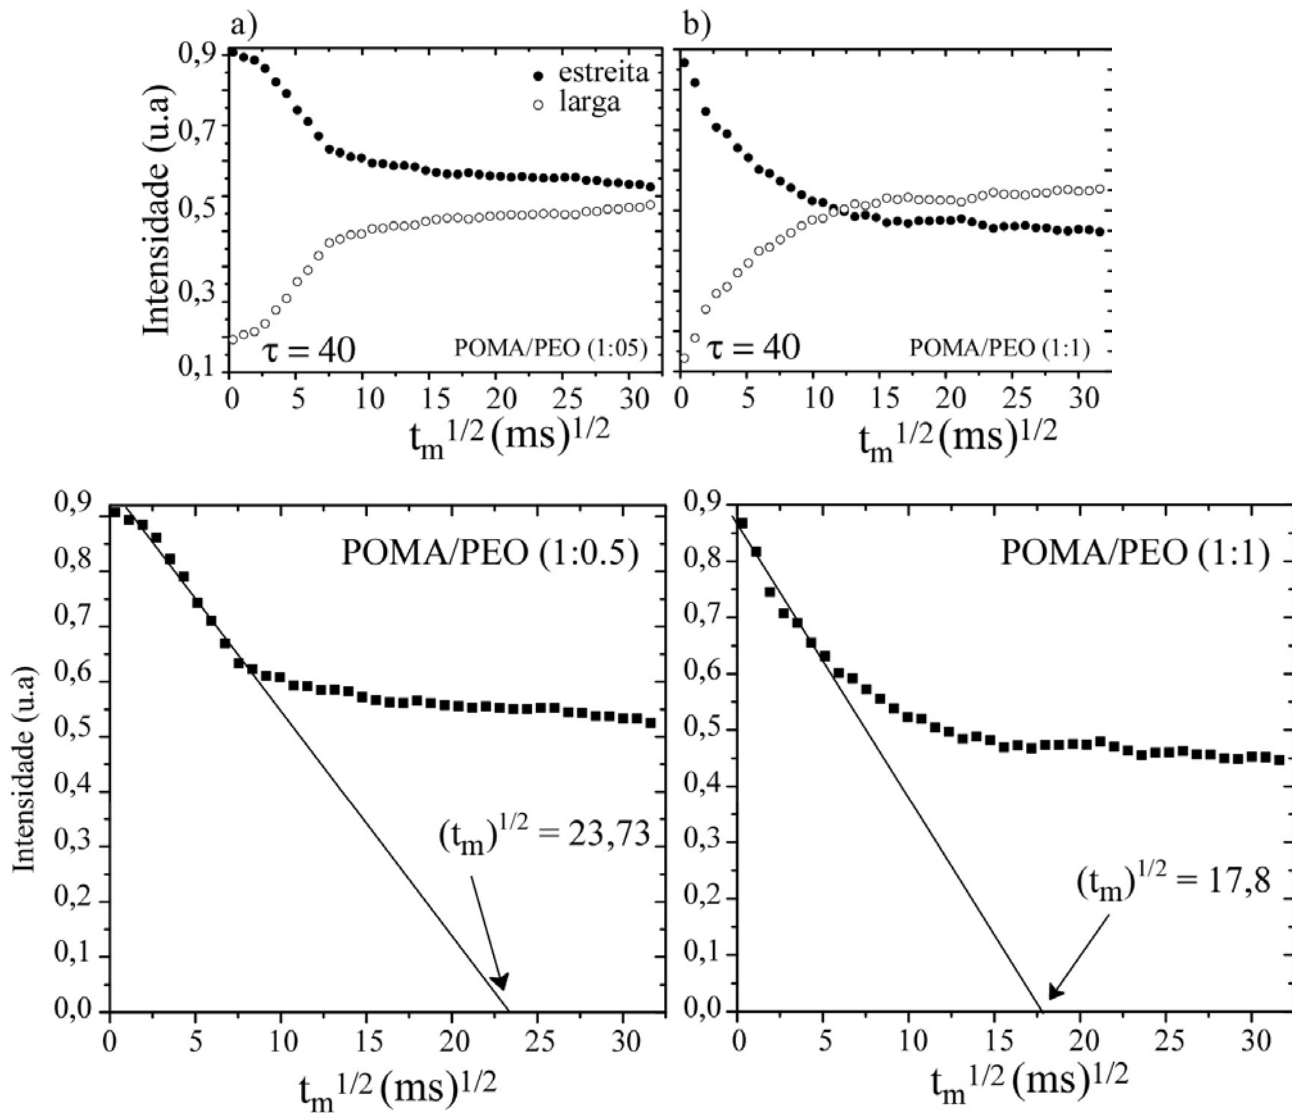 a)
0,9
0,7
0,5
0,3
0,1
Intensidade (u.a)
● estreita
○ larga
τ = 40
POMA/PEO (1:05)
0 5 10 15 20 25 30
t_m^1/2 (ms)^1/2
b)
τ = 40
POMA/PEO (1:1)
0 5 10 15 20 25 30
t_m^1/2 (ms)^1/2
0,9
0,8
0,7
0,6
0,5
0,4
0,3
0,2
0,1
0,0
Intensidade (u.a)
POMA/PEO (1:0.5)
(t_m)^1/2 = 23,73
0 5 10 15 20 25 30
t_m^1/2 (ms)^1/2
0,9
0,8
0,7
0,6
0,5
0,4
0,3
0,2
0,1
0,0
POMA/PEO (1:1)
(t_m)^1/2 = 17,8
0 5 10 15 20 25 30
t_m^1/2 (ms)^1/2